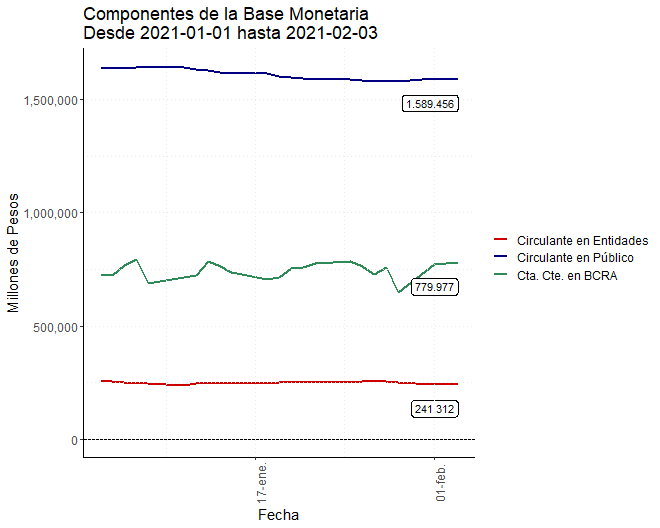 Componentes de la Base Monetaria
Desde 2021-01-01 hasta 2021-02-03
Millones de Pesos
1,500,000
1,000,000
500,000
0
1.589.456
779.977
241.312
17-ene.
01-feb.
Fecha
Circulante en Entidades
Circulante en Público
Cta. Cte. en BCRA